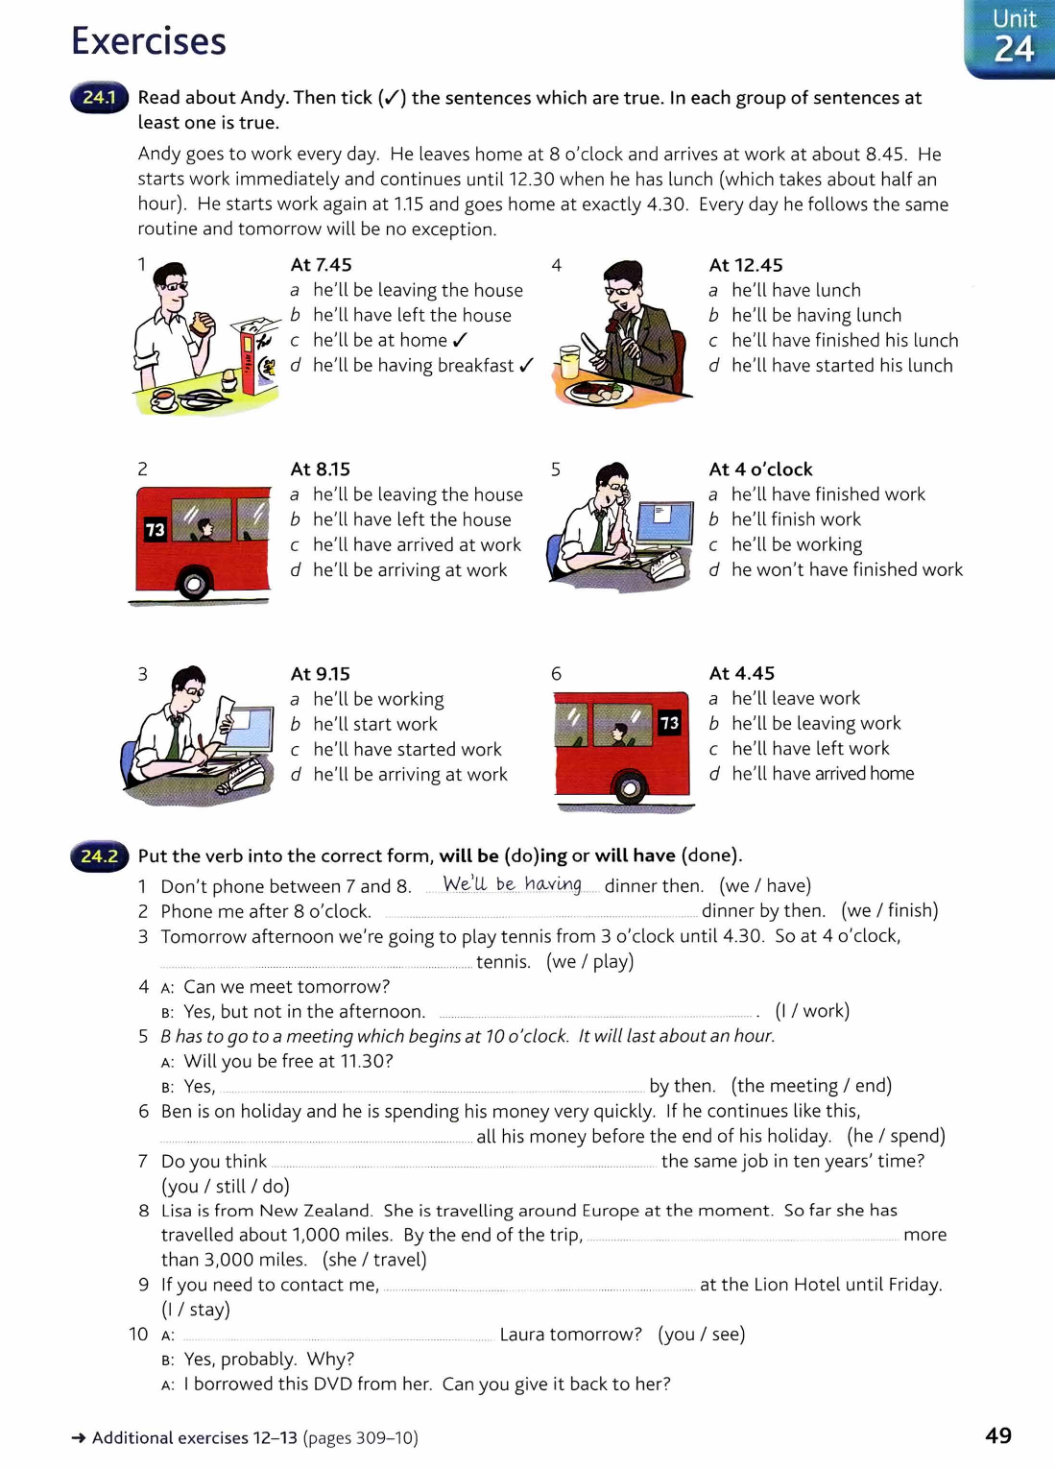 Exercises
Unit
24
24.1 Read about Andy. Then tick (✓) the sentences which are true. In each group of sentences at
least one is true.
Andy goes to work every day. He leaves home at 8 o'clock and arrives at work at about 8.45. He
starts work immediately and continues until 12.30 when he has lunch (which takes about half an
hour). He starts work again at 1.15 and goes home at exactly 4.30. Every day he follows the same
routine and tomorrow will be no exception.
1 At 7.45
a he'll be leaving the house
b he'll have left the house
c he'll be at home ✓
d he'll be having breakfast ✓
4 At 12.45
a he'll have lunch
b he'll be having lunch
c he'll have finished his lunch
d he'll have started his lunch
2 At 8.15
a he'll be leaving the house
b he'll have left the house
c he'll have arrived at work
d he'll be arriving at work
73
5 At 4 o'clock
a he'll have finished work
b he'll finish work
c he'll be working
d he won't have finished work
3 At 9.15
a he'll be working
b he'll start work
c he'll have started work
d he'll be arriving at work
6 At 4.45
a he'll leave work
b he'll be leaving work
c he'll have left work
d he'll have arrived home
73
24.2 Put the verb into the correct form, will be (do)ing or will have (done).
1 Don't phone between 7 and 8. We'll be having dinner then. (we / have)
2 Phone me after 8 o'clock. dinner by then. (we / finish)
3 Tomorrow afternoon we're going to play tennis from 3 o'clock until 4.30. So at 4 o'clock,
tennis. (we / play)
4 A: Can we meet tomorrow?
B: Yes, but not in the afternoon. . (I / work)
5 B has to go to a meeting which begins at 10 o'clock. It will last about an hour.
A: Will you be free at 11.30?
B: Yes, by then. (the meeting / end)
6 Ben is on holiday and he is spending his money very quickly. If he continues like this,
all his money before the end of his holiday. (he / spend)
7 Do you think the same job in ten years' time?
(you / still / do)
8 Lisa is from New Zealand. She is travelling around Europe at the moment. So far she has
travelled about 1,000 miles. By the end of the trip, more
than 3,000 miles. (she / travel)
9 If you need to contact me, at the Lion Hotel until Friday.
(I / stay)
10 A: Laura tomorrow? (you / see)
B: Yes, probably. Why?
A: I borrowed this DVD from her. Can you give it back to her?
→ Additional exercises 12–13 (pages 309–10)
49